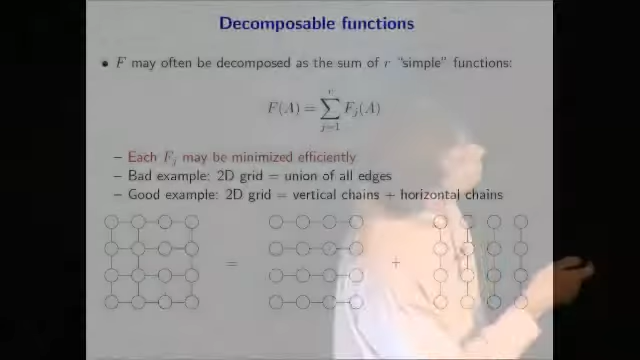 Decomposable functions
• F may often be decomposed as the sum of r "simple" functions:
F(A) = \sum_{j=1}^{r} F_j(A)
– Each F_j may be minimized efficiently
– Bad example: 2D grid = union of all edges
– Good example: 2D grid = vertical chains + horizontal chains
= +